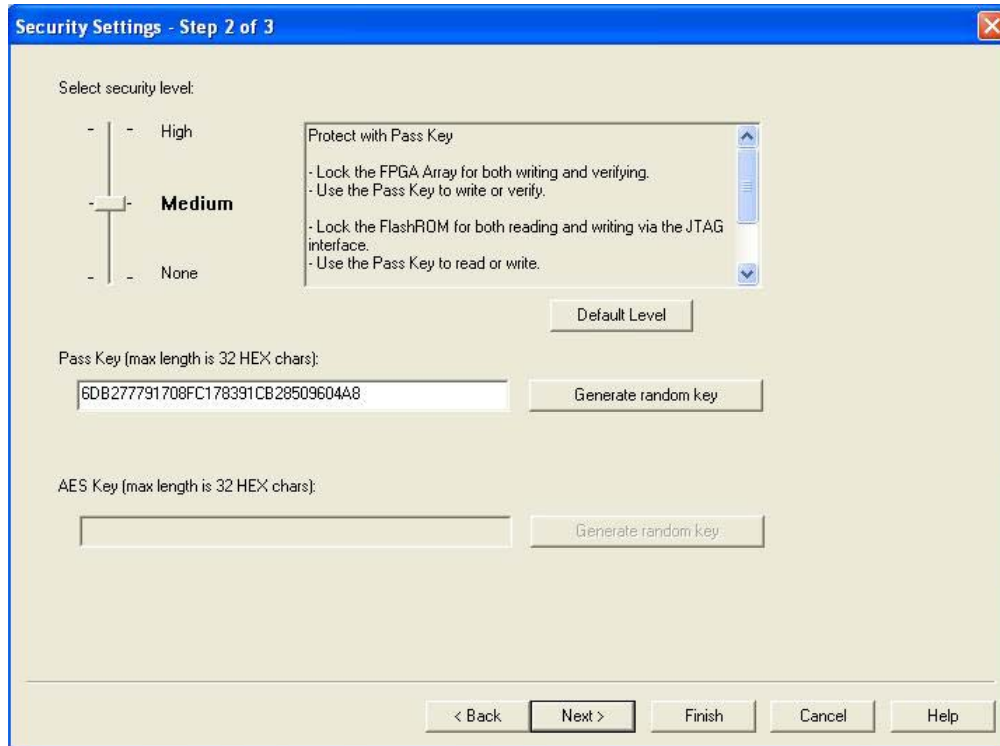 Security Settings - Step 2 of 3
Select security level:
High
Medium
None
Protect with Pass Key
- Lock the FPGA Array for both writing and verifying.
- Use the Pass Key to write or verify.
- Lock the FlashROM for both reading and writing via the JTAG
interface.
- Use the Pass Key to read or write.
Default Level
Pass Key (max length is 32 HEX chars):
6DB277791708FC178391CB28509604A8
Generate random key
AES Key (max length is 32 HEX chars):
Generate random key
< Back
Next >
Finish
Cancel
Help